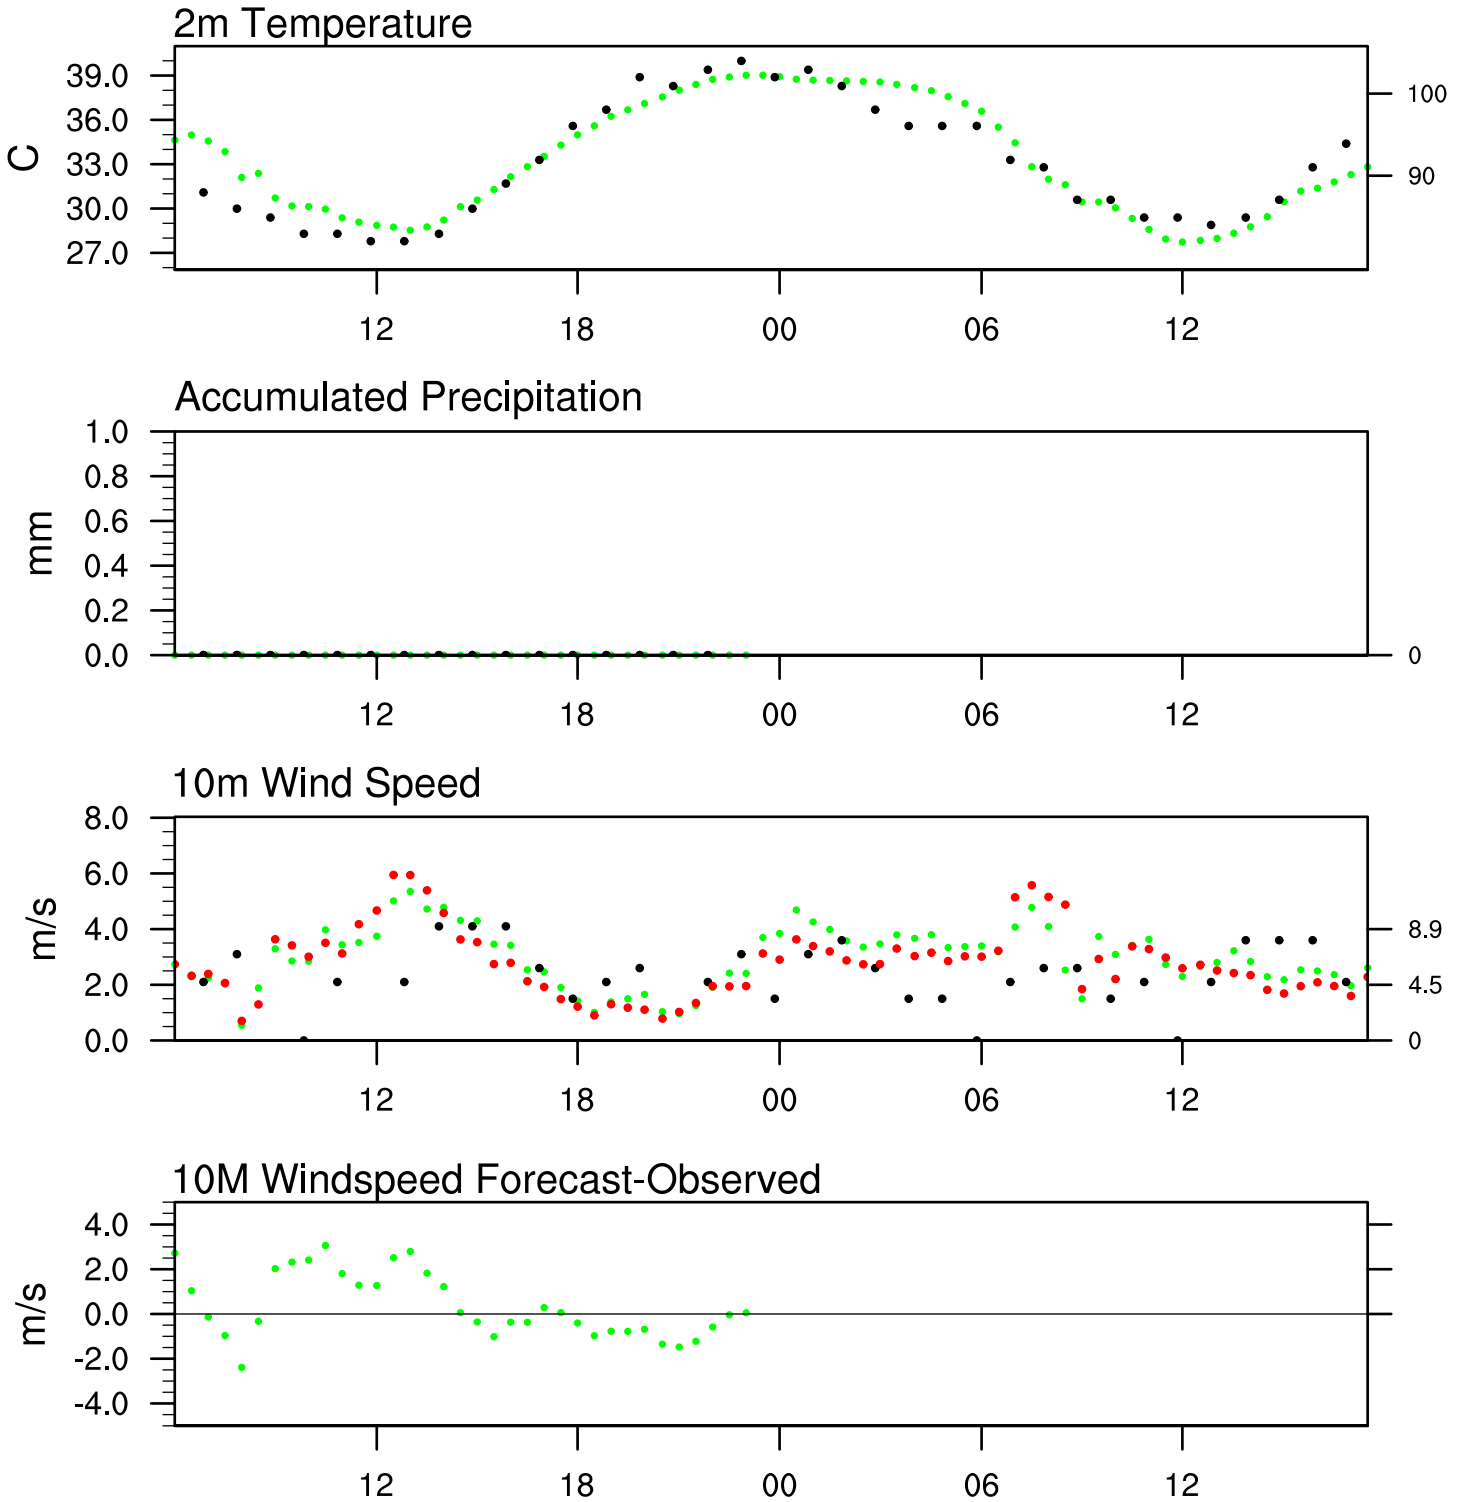 2m Temperature
39.0
36.0
33.0
30.0
27.0
C
100
90
12 18 00 06 12
Accumulated Precipitation
1.0
0.8
0.6
0.4
0.2
0.0
mm
0
12 18 00 06 12
10m Wind Speed
8.0
6.0
4.0
2.0
0.0
m/s
8.9
4.5
0
12 18 00 06 12
10M Windspeed Forecast-Observed
4.0
2.0
0.0
-2.0
-4.0
m/s
12 18 00 06 12